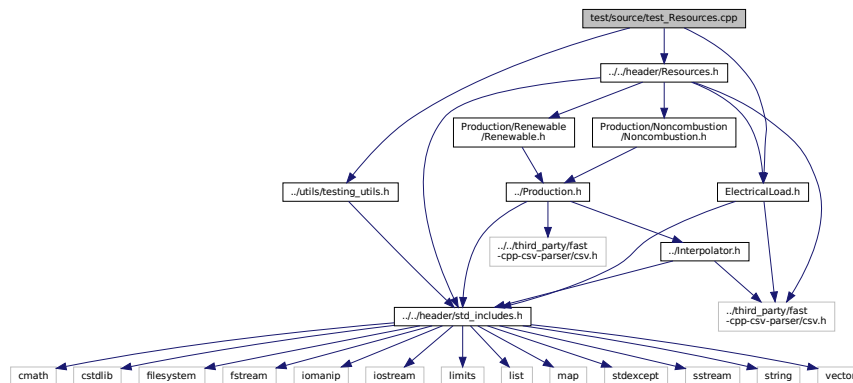 test/source/test_Resources.cpp
../../header/Resources.h
Production/Renewable
/Renewable.h
Production/Noncombustion
/Noncombustion.h
../utils/testing_utils.h
../Production.h
ElectricalLoad.h
../../third_party/fast
-cpp-csv-parser/csv.h
../Interpolator.h
../third_party/fast
-cpp-csv-parser/csv.h
../../header/std_includes.h
cmath
cstdlib
filesystem
fstream
iomanip
iostream
limits
list
map
stdexcept
sstream
string
vector